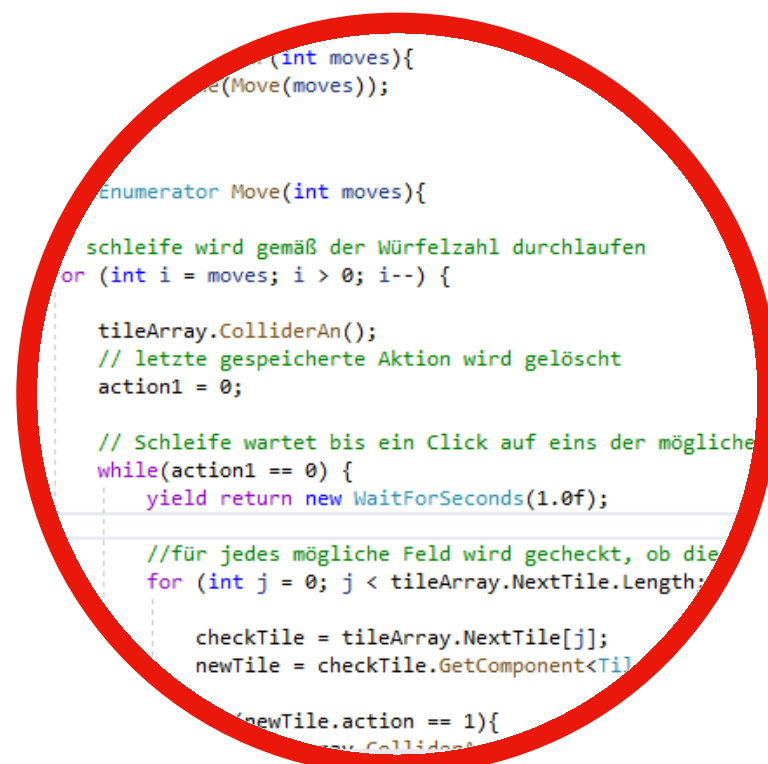 (int moves){
(Move(moves));
Enumerator Move(int moves){
schleife wird gemäß der Würfelzahl durchlaufen
or (int i = moves; i > 0; i--) {
tileArray.ColliderAn();
// letzte gespeicherte Aktion wird gelöscht
action1 = 0;
// Schleife wartet bis ein Click auf eins der mögliche
while(action1 == 0) {
yield return new WaitForSeconds(1.0f);
//für jedes mögliche Feld wird gecheckt, ob die
for (int j = 0; j < tileArray.NextTile.Length;
checkTile = tileArray.NextTile[j];
newTile = checkTile.GetComponent<Til
(newTile.action == 1){